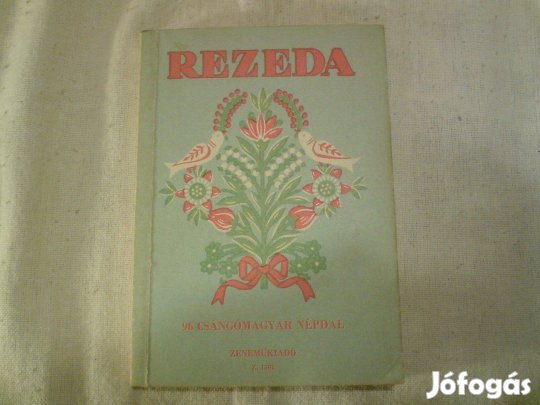 REZEDA
96 CSÁNGÓMAGYAR NÉPDAL
ZENEMŰKIADÓ
Jófogás